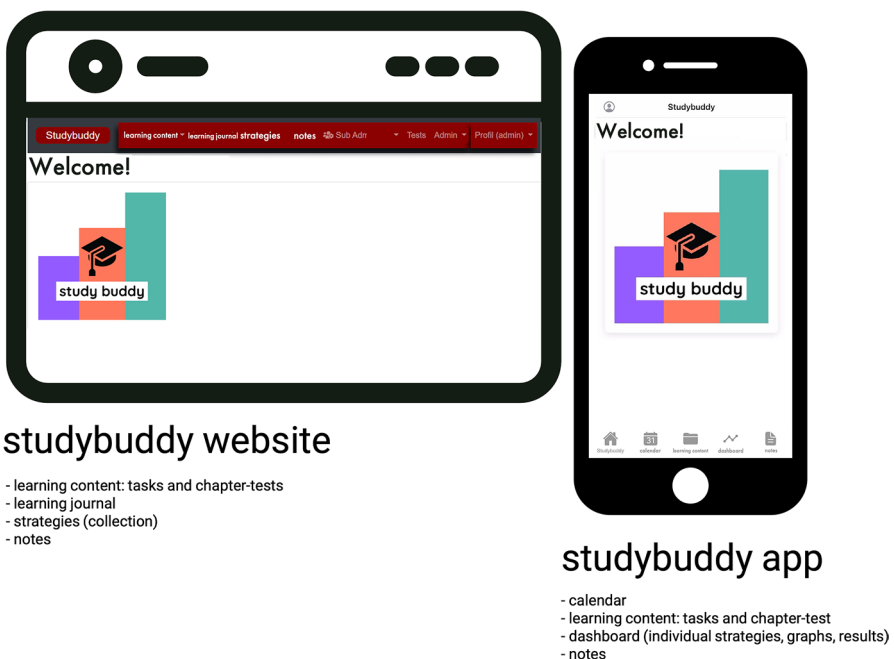 Studybuddy learning content learning journal strategies notes Sub Adm Tests Admin Profil (admin)
Welcome!
study buddy
studybuddy website
- learning content: tasks and chapter-tests
- learning journal
- strategies (collection)
- notes
Studybuddy
Welcome!
study buddy
31
Studybuddy calendar learning content dashboard notes
studybuddy app
- calendar
- learning content: tasks and chapter-test
- dashboard (individual strategies, graphs, results)
- notes